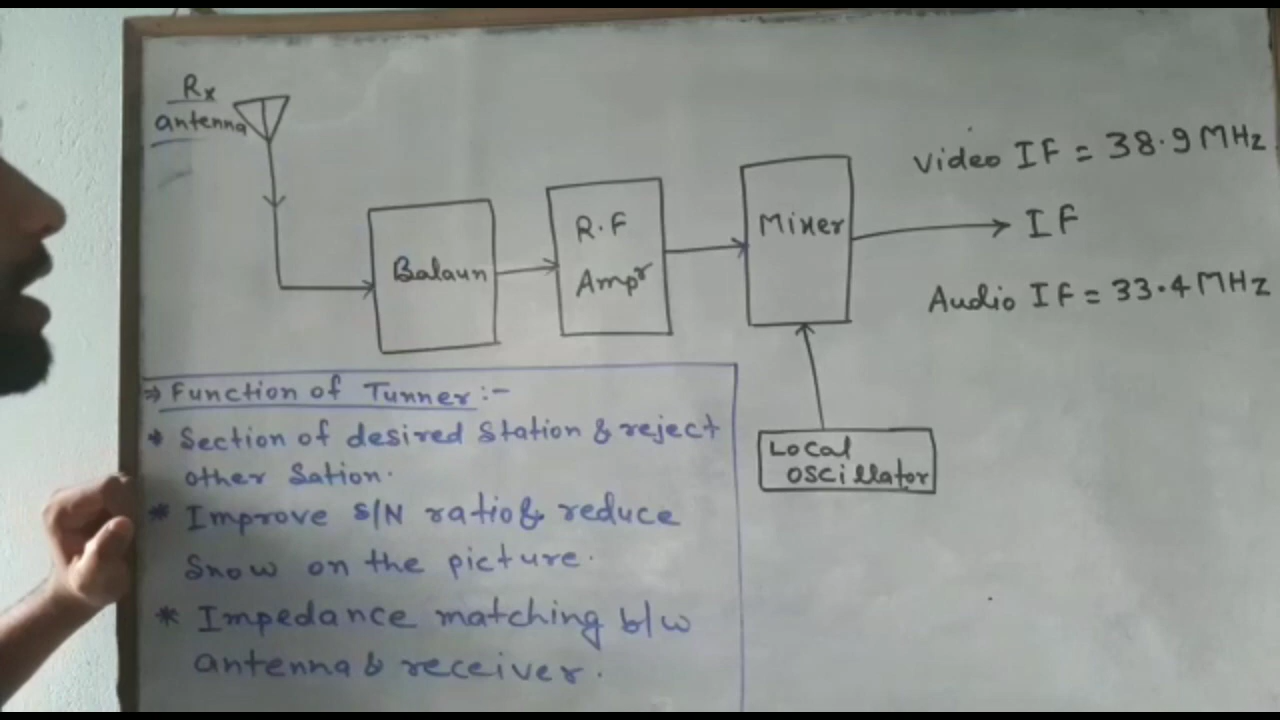 Rx
antenna
Balaun
R.F
Ampr
Mixer
Video IF = 38.9 MHz
IF
Audio IF = 33.4 MHz
Local
oscillator
⇒ Function of Tunner :-
* Section of desired Station & reject
other Sation.
* Improve S/N ratio & reduce
Snow on the picture.
* Impedance matching b/w
antenna & receiver.